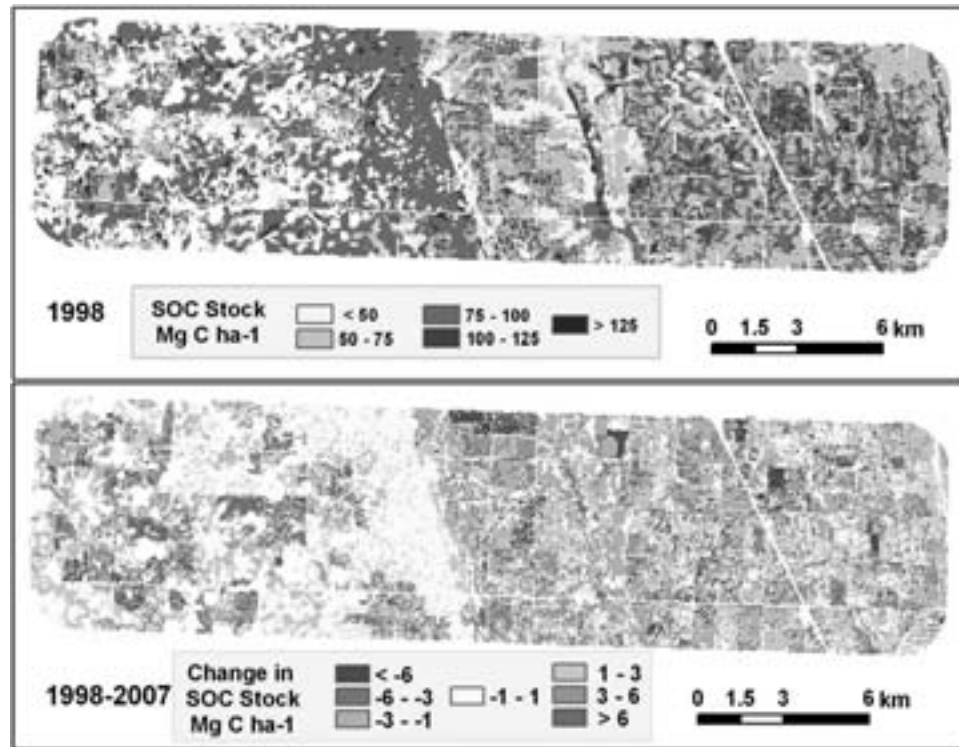 1998
SOC Stock
Mg C ha-1
< 50
50 - 75
75 - 100
100 - 125
> 125
0 1.5 3 6 km
1998-2007
Change in
SOC Stock
Mg C ha-1
< -6
-6 - -3
-3 - -1
-1 - 1
1 - 3
3 - 6
> 6
0 1.5 3 6 km